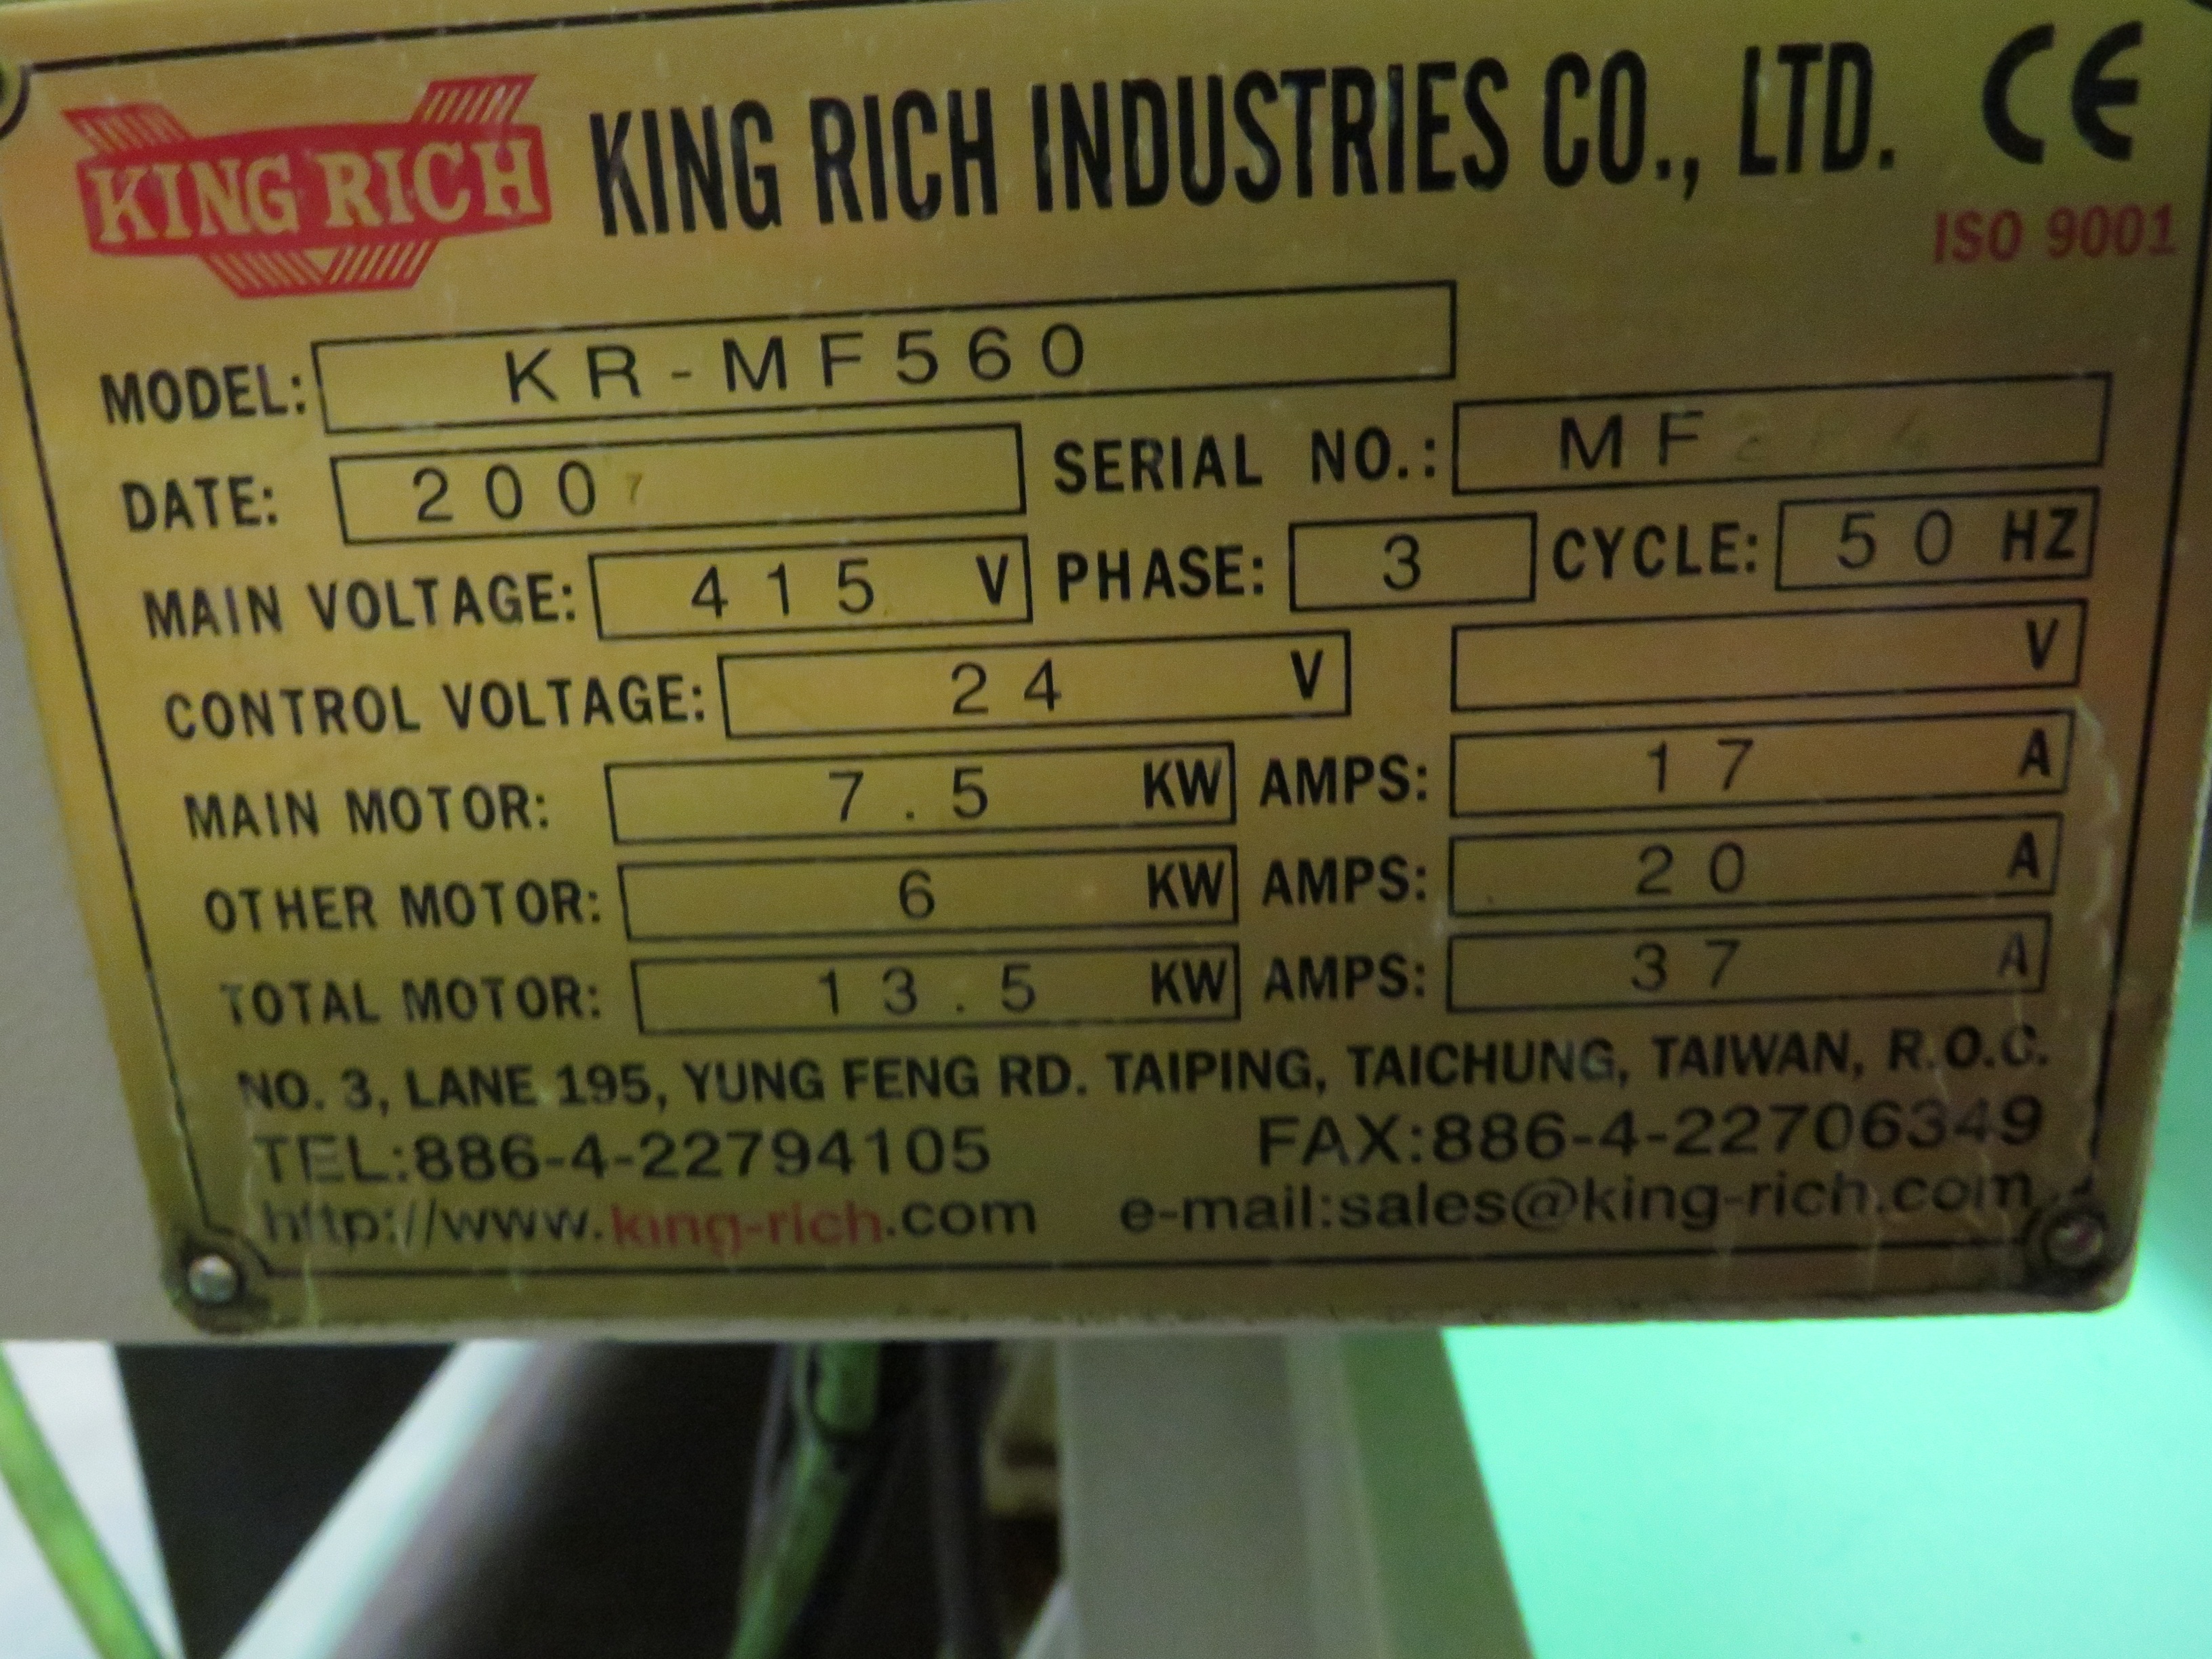 KING RICH KING RICH INDUSTRIES CO., LTD. CE
ISO 9001
MODEL: KR-MF560
DATE: 2007 SERIAL NO.: MF
MAIN VOLTAGE: 415 V PHASE: 3 CYCLE: 50 HZ
CONTROL VOLTAGE: 24 V V
MAIN MOTOR: 7.5 KW AMPS: 17 A
OTHER MOTOR: 6 KW AMPS: 20 A
TOTAL MOTOR: 13.5 KW AMPS: 37 A
NO. 3, LANE 195, YUNG FENG RD. TAIPING, TAICHUNG, TAIWAN, R.O.C.
TEL:886-4-22794105 FAX:886-4-22706349
http://www.king-rich.com e-mail:sales@king-rich.com